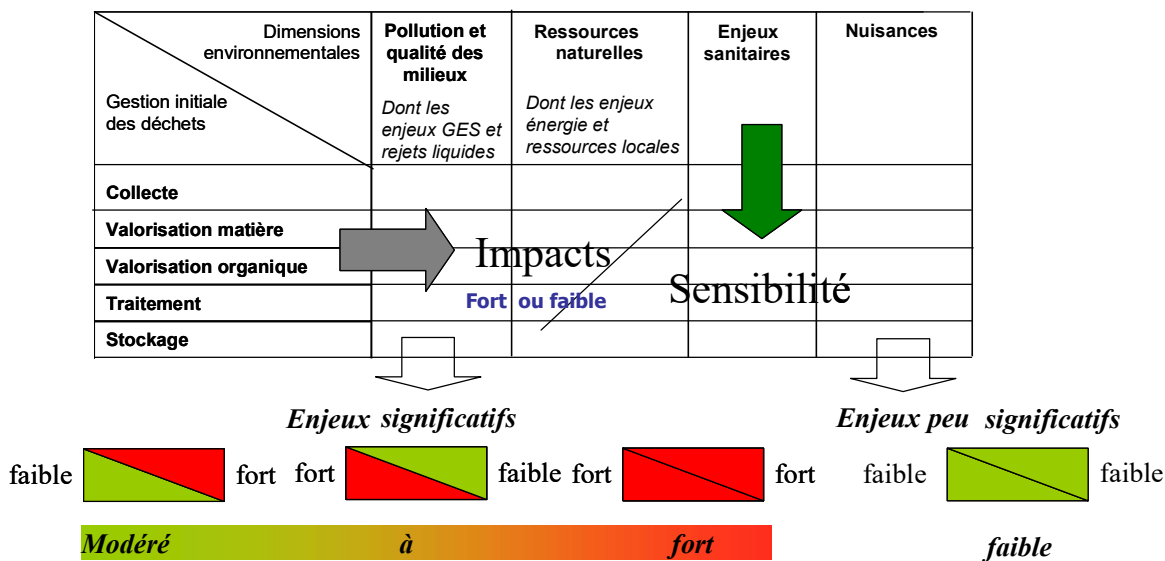 Dimensions
environnementales
Gestion initiale
des déchets
Pollution et
qualité des
milieux
Dont les
enjeux GES et
rejets liquides
Ressources
naturelles
Dont les enjeux
énergie et
ressources locales
Enjeux
sanitaires
Nuisances
Collecte
Valorisation matière
Valorisation organique
Traitement
Stockage
Impacts
Fort ou faible
Sensibilité
Enjeux significatifs
Enjeux peu significatifs
faible fort
fort faible
fort fort
faible faible
Modéré à fort
faible